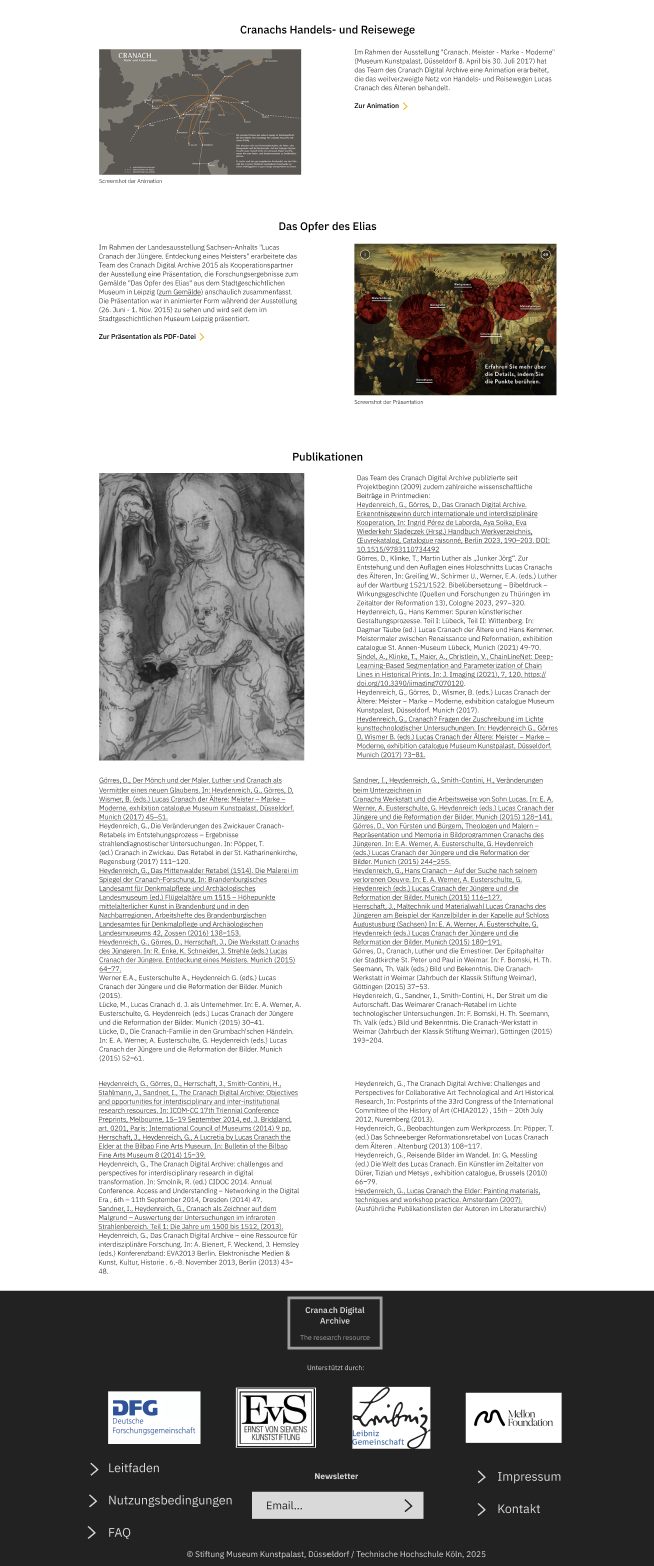 Cranachs Handels- und Reisewege
CRANACH
Screenshot der Animation
Im Rahmen der Ausstellung "Cranach. Meister - Marke - Moderne"
(Museum Kunstpalast, Düsseldorf 8. April bis 30. Juli 2017) hat
das Team des Cranach Digital Archive eine Animation erarbeitet,
die das weitverzweigte Netz von Handels- und Reisewegen Lucas
Cranach des Älteren behandelt.
Zur Animation
Das Opfer des Elias
Im Rahmen der Landesausstellung Sachsen-Anhalts "Lucas
Cranach der Jüngere. Entdeckung eines Meisters" erarbeitete das
Team des Cranach Digital Archive 2015 als Kooperationspartner
der Ausstellung eine Präsentation, die Forschungsergebnisse zum
Gemälde "Das Opfer des Elias" aus dem Stadtgeschichtlichen
Museum in Leipzig (zum Gemälde) anschaulich zusammenfasst.
Die Präsentation war in animierter Form während der Ausstellung
(26. Juni - 1. Nov. 2015) zu sehen und wird seit dem im
Stadtgeschichtlichen Museum Leipzig präsentiert.
Zur Präsentation als PDF-Datei
Erfahren Sie mehr über
die Details, indem Sie
die Punkte berühren.
Screenshot der Präsentation
Publikationen
Das Team des Cranach Digital Archive publizierte seit
Projektbeginn (2009) zudem zahlreiche wissenschaftliche
Beiträge in Printmedien:
Heydenreich, G., Görres, D., Das Cranach Digital Archive.
Erkenntnisgewinn durch internationale und interdisziplinäre
Kooperation, In: Ingrid Pérez de Laborda, Aya Soika, Eva
Wiederkehr Sladeczek (Hrsg.) Handbuch Werkverzeichnis,
Œuvrekatalog, Catalogue raisonné, Berlin 2023, 190–203. DOI:
10.1515/9783110734492
Görres, D., Klinke, T., Martin Luther als „Junker Jörg“. Zur
Entstehung und den Auflagen eines Holzschnitts Lucas Cranachs
des Älteren, In: Greiling W., Schirmer U., Werner, E.A. (eds.) Luther
auf der Wartburg 1521/1522. Bibelübersetzung – Bibeldruck –
Wirkungsgeschichte (Quellen und Forschungen zu Thüringen im
Zeitalter der Reformation 13), Cologne 2023, 297–320.
Heydenreich, G., Hans Kemmer: Spuren künstlerischer
Gestaltungsprozesse. Teil I: Lübeck, Teil II: Wittenberg. In:
Dagmar Täube (ed.) Lucas Cranach der Ältere und Hans Kemmer.
Meistermaler zwischen Renaissance und Reformation, exhibition
catalogue St. Annen-Museum Lübeck, Munich (2021) 49-70.
Sindel, A., Klinke, T., Maier, A., Christlein, V., ChainLineNet: Deep-
Learning-Based Segmentation and Parameterization of Chain
Lines in Historical Prints. In: J. Imaging (2021), 7, 120. https://
doi.org/10.3390/jimaging7070120.
Heydenreich, G., Görres, D., Wismer, B. (eds.) Lucas Cranach der
Ältere: Meister – Marke – Moderne, exhibition catalogue Museum
Kunstpalast, Düsseldorf. Munich (2017).
Heydenreich, G., Cranach? Fragen der Zuschreibung im Lichte
kunsttechnologischer Untersuchungen. In: Heydenreich G., Görres
D, Wismer B. (eds.) Lucas Cranach der Ältere: Meister – Marke –
Moderne, exhibition catalogue Museum Kunstpalast, Düsseldorf.
Munich (2017) 73–81.
Görres, D., Der Mönch und der Maler. Luther und Cranach als
Vermittler eines neuen Glaubens. In: Heydenreich, G., Görres, D,
Wismer, B. (eds.) Lucas Cranach der Ältere: Meister – Marke –
Moderne, exhibition catalogue Museum Kunstpalast, Düsseldorf.
Munich (2017) 45–51.
Heydenreich, G., Die Veränderungen des Zwickauer Cranach-
Retabels im Entstehungsprozess – Ergebnisse
strahlendiagnostischer Untersuchungen. In: Pöpper, T.
(ed.) Cranach in Zwickau. Das Retabel in der St. Katharinenkirche,
Regensburg (2017) 111–120.
Heydenreich, G., Das Mittenwalder Retabel (1514). Die Malerei im
Spiegel der Cranach-Forschung. In: Brandenburgisches
Landesamt für Denkmalpflege und Archäologisches
Landesmuseum (ed.) Flügelaltäre um 1515 – Höhepunkte
mittelalterlicher Kunst in Brandenburg und in den
Nachbarregionen, Arbeitshefte des Brandenburgischen
Landesamtes für Denkmalpflege und Archäologischen
Landesmuseums 42, Zossen (2016) 138–153.
Heydenreich, G., Görres, D., Herrschaft, J., Die Werkstatt Cranachs
des Jüngeren. In: R. Enke, K. Schneider, J. Strehle (eds.) Lucas
Cranach der Jüngere. Entdeckung eines Meisters. Munich (2015)
64–77.
Werner E.A., Eusterschulte A., Heydenreich G. (eds.) Lucas
Cranach der Jüngere und die Reformation der Bilder. Munich
(2015).
Lücke, M., Lucas Cranach d. J. als Unternehmer. In: E. A. Werner, A.
Eusterschulte, G. Heydenreich (eds.) Lucas Cranach der Jüngere
und die Reformation der Bilder. Munich (2015) 30–41.
Lücke, D., Die Cranach-Familie in den Grumbach'schen Händeln.
In: E. A. Werner, A. Eusterschulte, G. Heydenreich (eds.) Lucas
Cranach der Jüngere und die Reformation der Bilder. Munich
(2015) 52–61.
Sandner, I., Heydenreich, G., Smith-Contini, H., Veränderungen
beim Unterzeichnen in
Cranachs Werkstatt und die Arbeitsweise von Sohn Lucas. In: E. A.
Werner, A. Eusterschulte, G. Heydenreich (eds.) Lucas Cranach der
Jüngere und die Reformation der Bilder. Munich (2015) 128–141.
Görres, D., Von Fürsten und Bürgern, Theologen und Malern –
Repräsentation und Memoria in Bildprogrammen Cranachs des
Jüngeren. In: E.A. Werner, A. Eusterschulte, G. Heydenreich
(eds.) Lucas Cranach der Jüngere und die Reformation der
Bilder. Munich (2015) 244–255.
Heydenreich, G., Hans Cranach – Auf der Suche nach seinem
verlorenen Oeuvre. In: E. A. Werner, A. Eusterschulte, G.
Heydenreich (eds.) Lucas Cranach der Jüngere und die
Reformation der Bilder. Munich (2015) 116–127.
Herrschaft, J., Maltechnik und Materialwahl Lucas Cranachs des
Jüngeren am Beispiel der Kanzelbilder in der Kapelle auf Schloss
Augustusburg (Sachsen) In: E. A. Werner, A. Eusterschulte, G.
Heydenreich (eds.) Lucas Cranach der Jüngere und die
Reformation der Bilder. Munich (2015) 180–191.
Görres, D., Cranach, Luther und die Ernestiner. Der Epitaphalter
der Stadtkirche St. Peter und Paul in Weimar. In: F. Bomski, H. Th.
Seemann, Th. Valk (eds.) Bild und Bekenntnis. Die Cranach-
Werkstatt in Weimar (Jahrbuch der Klassik Stiftung Weimar),
Göttingen (2015) 37–53.
Heydenreich, G., Sandner, I., Smith-Contini, H., Der Streit um die
Autorschaft. Das Weimarer Cranach-Retabel im Lichte
technologischer Untersuchungen. In: F. Bomski, H. Th. Seemann,
Th. Valk (eds.) Bild und Bekenntnis. Die Cranach-Werkstatt in
Weimar (Jahrbuch der Klassik Stiftung Weimar), Göttingen (2015)
193–204.
Heydenreich, G., Görres, D., Herrschaft, J., Smith-Contini, H.,
Stahlmann, J., Sandner, I., The Cranach Digital Archive: Objectives
and opportunities for interdisciplinary and inter-institutional
research resources. In: ICOM-CC 17th Triennial Conference
Preprints, Melbourne, 15–19 September 2014, ed. J. Bridgland,
art. 0201, Paris: International Council of Museums (2014) 9 pp.
Herrschaft, J., Heydenreich, G., A Lucretia by Lucas Cranach the
Elder at the Bilbao Fine Arts Museum. In: Bulletin of the Bilbao
Fine Arts Museum 8 (2014) 15–39.
Heydenreich, G., The Cranach Digital Archive: challenges and
perspectives for interdisciplinary research in digital
transformation. In: Smolnik, R. (ed.) CIDOC 2014. Annual
Conference. Access and Understanding – Networking in the Digital
Era , 6th – 11th September 2014, Dresden (2014) 47.
Sandner, I., Heydenreich, G., Cranach als Zeichner auf dem
Malgrund – Auswertung der Untersuchungen im infraroten
Strahlenbereich. Teil 1: Die Jahre um 1500 bis 1512, (2013).
Heydenreich, G., Das Cranach Digital Archive – eine Ressource für
interdisziplinäre Forschung. In: A. Bienert, F. Weckend, J. Hemsley
(eds.) Konferenzband: EVA2013 Berlin, Elektronische Medien &
Kunst, Kultur, Historie . 6.-8. November 2013, Berlin (2013) 43–
48.
Heydenreich, G., The Cranach Digital Archive: Challenges and
Perspectives for Collaborative Art Technological and Art Historical
Research, In: Postprints of the 33rd Congress of the International
Committee of the History of Art (CHIA2012) , 15th – 20th July
2012, Nuremberg (2013).
Heydenreich, G., Beobachtungen zum Werkprozess. In: Pöpper, T.
(ed.) Das Schneeberger Reformationsretabel von Lucas Cranach
dem Älteren . Altenburg (2013) 108–117.
Heydenreich, G., Reisende Bilder im Wandel. In: G. Messling
(ed.) Die Welt des Lucas Cranach. Ein Künstler im Zeitalter von
Dürer, Tizian und Metsys , exhibition catalogue, Brussels (2010)
66–79.
Heydenreich, G., Lucas Cranach the Elder: Painting materials,
techniques and workshop practice. Amsterdam (2007).
(Ausführliche Publikationslisten der Autoren im Literaturarchiv)
Cranach Digital
Archive
The research resource
Unterstützt durch:
DFG
Deutsche
Forschungsgemeinschaft
EvS
ERNST VON SIEMENS
KUNSTSTIFTUNG
Leibniz
Leibniz
Gemeinschaft
Mellon
Foundation
Leitfaden
Nutzungsbedingungen
FAQ
Newsletter
Email...
Impressum
Kontakt
© Stiftung Museum Kunstpalast, Düsseldorf / Technische Hochschule Köln, 2025